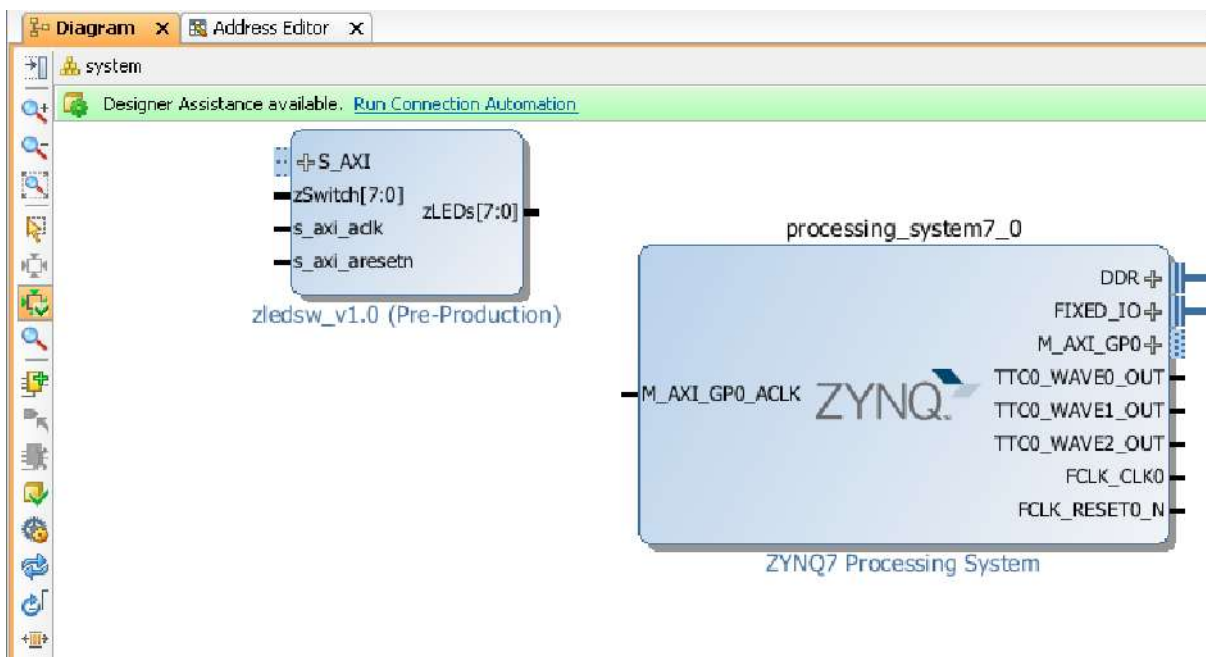 Diagram
Address Editor
system
Designer Assistance available. Run Connection Automation
S_AXI
zSwitch[7:0]
zLEDs[7:0]
s_axi_aclk
s_axi_aresetn
zledsw_v1.0 (Pre-Production)
processing_system7_0
DDR
FIXED_IO
M_AXI_GP0
M_AXI_GP0_ACLK
ZYNQ
TTC0_WAVE0_OUT
TTC0_WAVE1_OUT
TTC0_WAVE2_OUT
FCLK_CLK0
FCLK_RESET0_N
ZYNQ7 Processing System